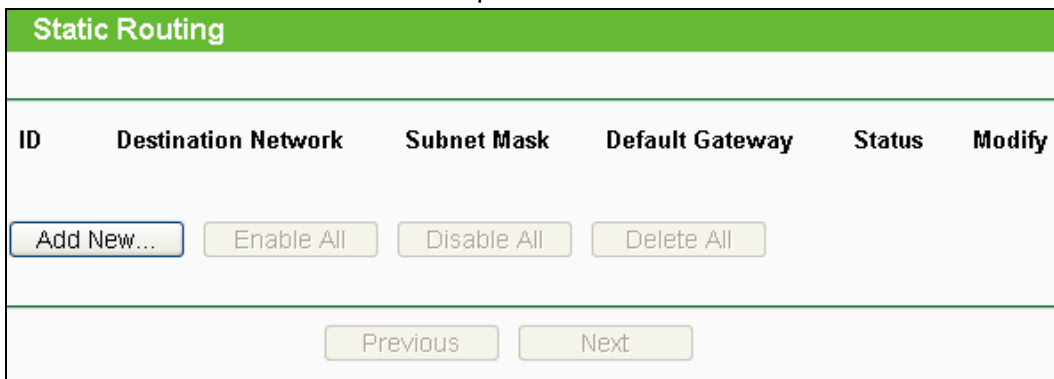 Static Routing
ID Destination Network Subnet Mask Default Gateway Status Modify
Add New... Enable All Disable All Delete All
Previous Next